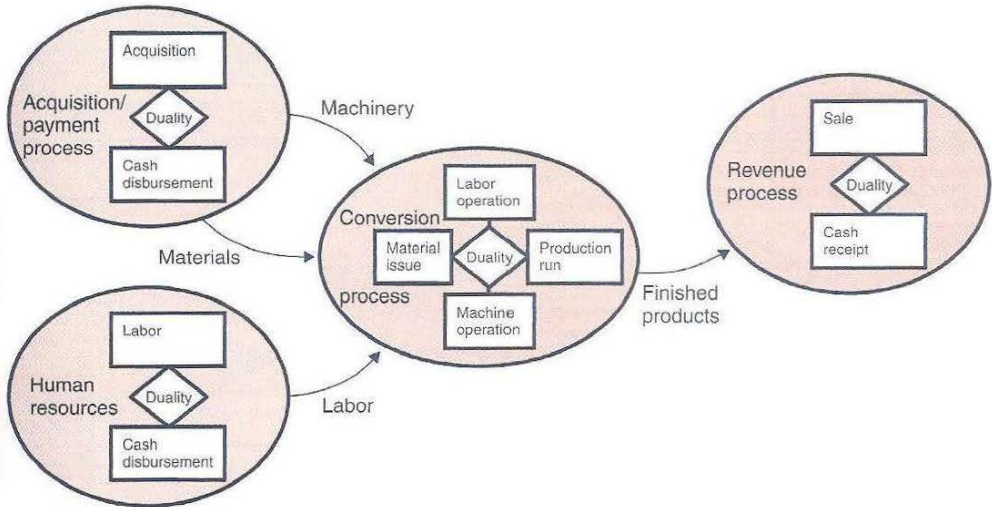 Acquisition
Acquisition/
payment
process
Duality
Cash
disbursement
Machinery
Materials
Labor
Human
resources
Duality
Cash
disbursement
Labor
Conversion
process
Labor
operation
Material
issue
Duality
Production
run
Machine
operation
Finished
products
Revenue
process
Sale
Duality
Cash
receipt